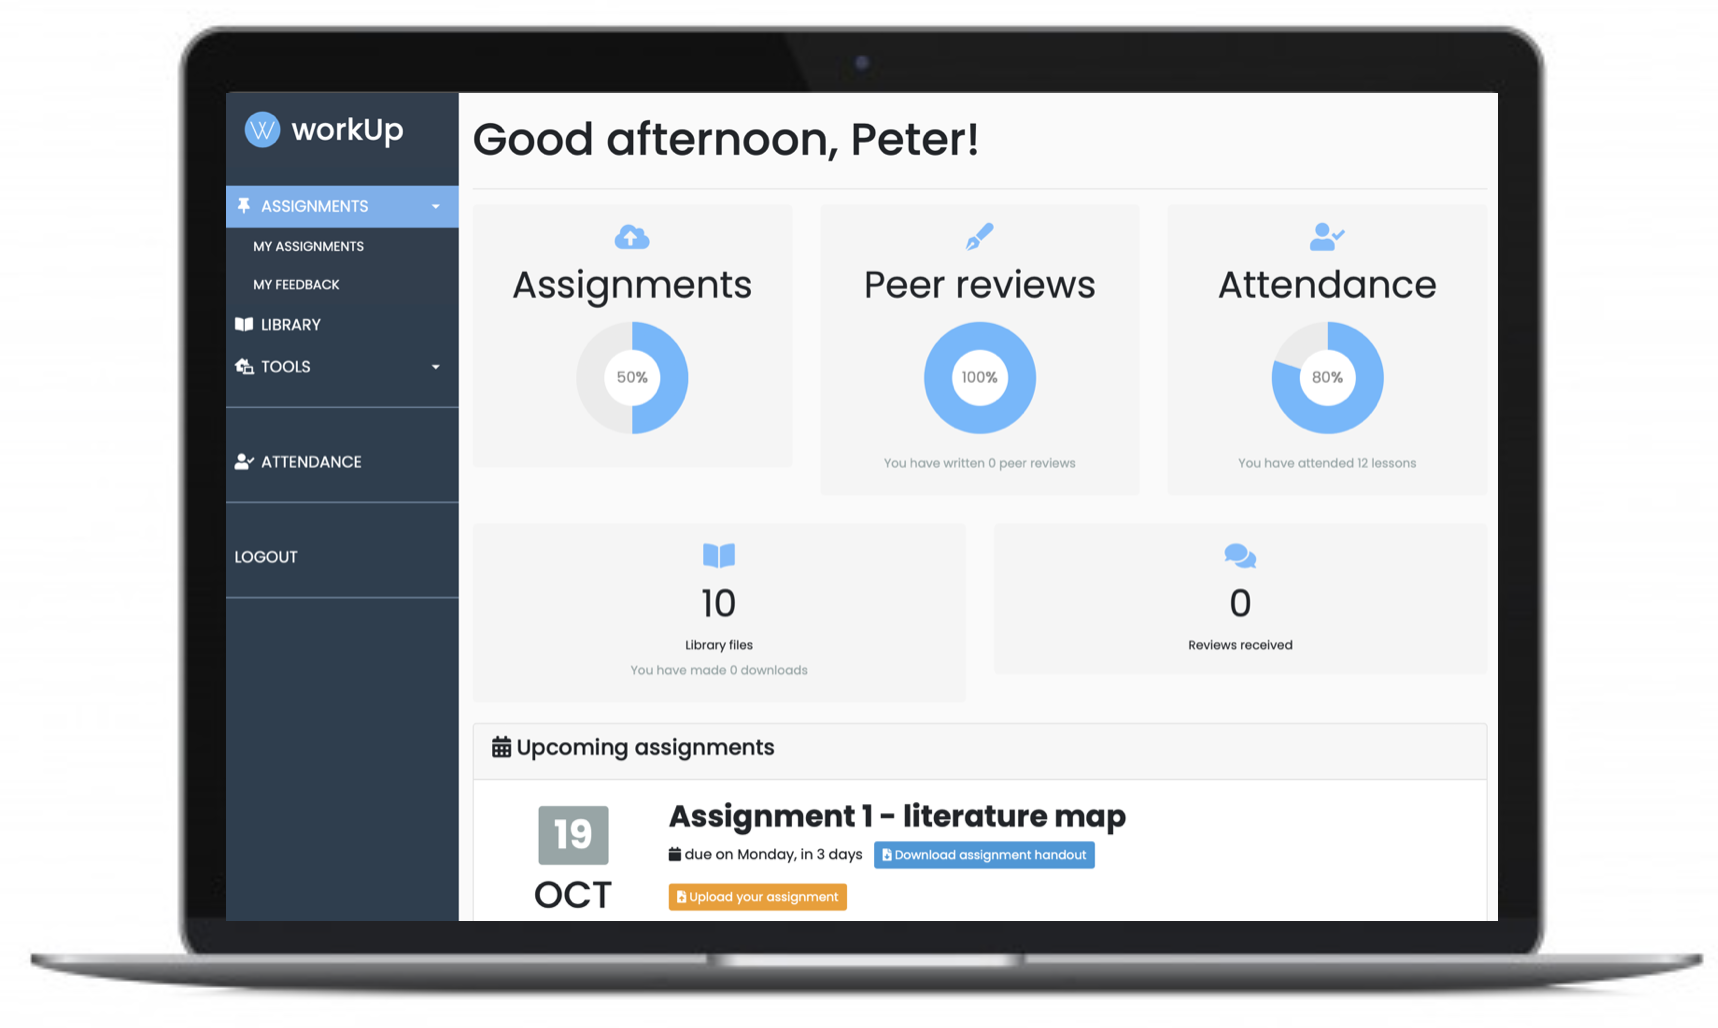 workUp
ASSIGNMENTS
MY ASSIGNMENTS
MY FEEDBACK
LIBRARY
TOOLS
ATTENDANCE
LOGOUT
Good afternoon, Peter!
Assignments
50%
Peer reviews
100%
You have written 0 peer reviews
Attendance
80%
You have attended 12 lessons
10
Library files
You have made 0 downloads
0
Reviews received
Upcoming assignments
19
OCT
Assignment 1 - literature map
due on Monday, in 3 days
Download assignment handout
Upload your assignment